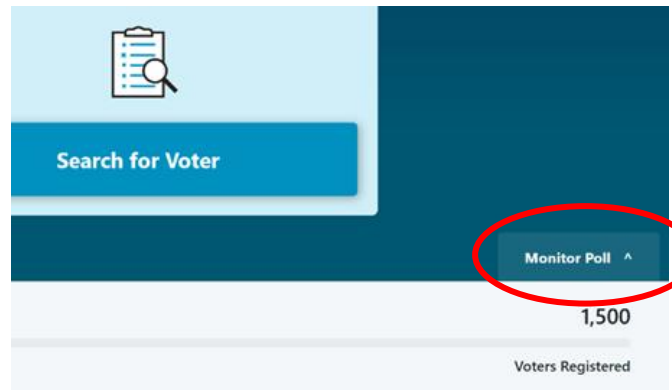 Search for Voter
Monitor Poll ^
1,500
Voters Registered